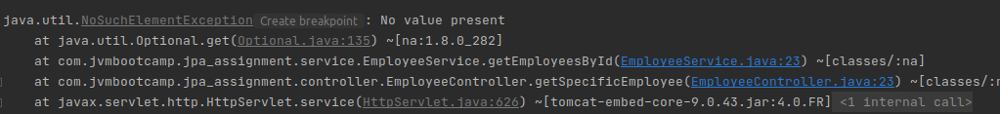 java.util.NoSuchElementException Create breakpoint : No value present
at java.util.Optional.get(Optional.java:135) ~[na:1.8.0_282]
at com.jvmbootcamp.jpa_assignment.service.EmployeeService.getEmployeesById(EmployeeService.java:23) ~[classes/:na]
at com.jvmbootcamp.jpa_assignment.controller.EmployeeController.getSpecificEmployee(EmployeeController.java:23) ~[classes/:n
at javax.servlet.http.HttpServlet.service(HttpServlet.java:626) ~[tomcat-embed-core-9.0.43.jar:4.0.FR] <1 internal call>